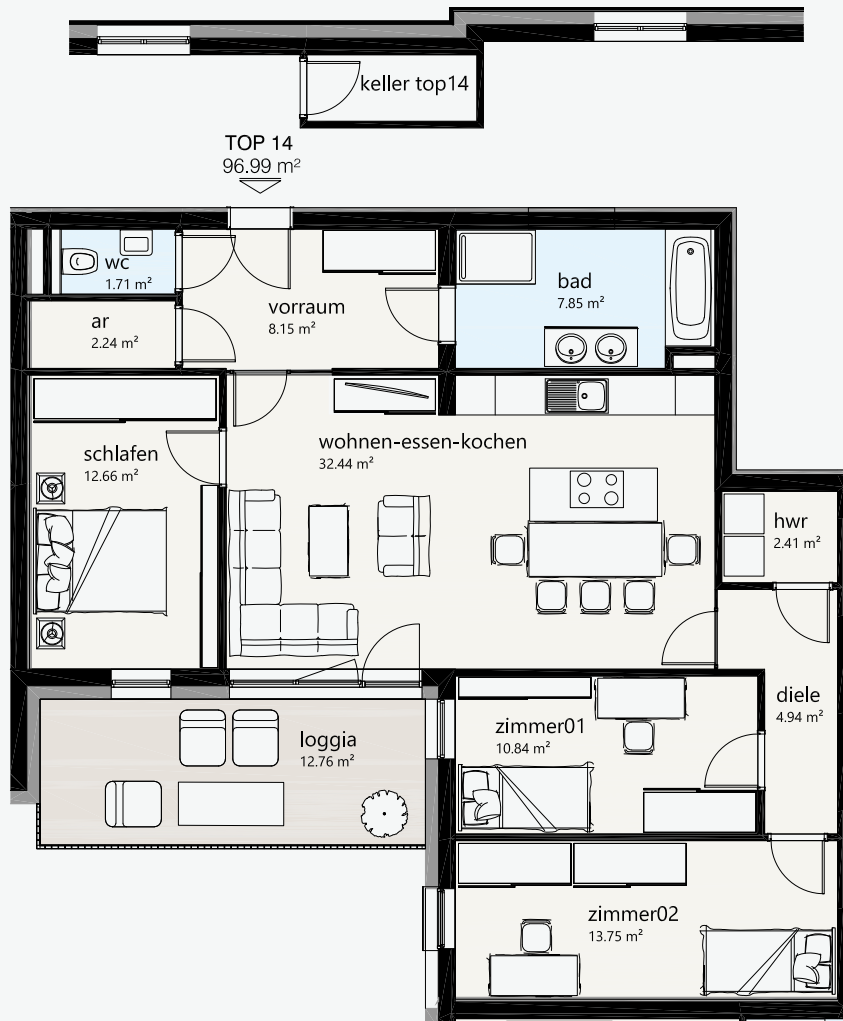 keller top14
TOP 14
96.99 m²
wc
1.71 m²
bad
7.85 m²
vorraum
8.15 m²
ar
2.24 m²
wohnen-essen-kochen
32.44 m²
schlafen
12.66 m²
hwr
2.41 m²
diele
4.94 m²
zimmer01
10.84 m²
loggia
12.76 m²
zimmer02
13.75 m²